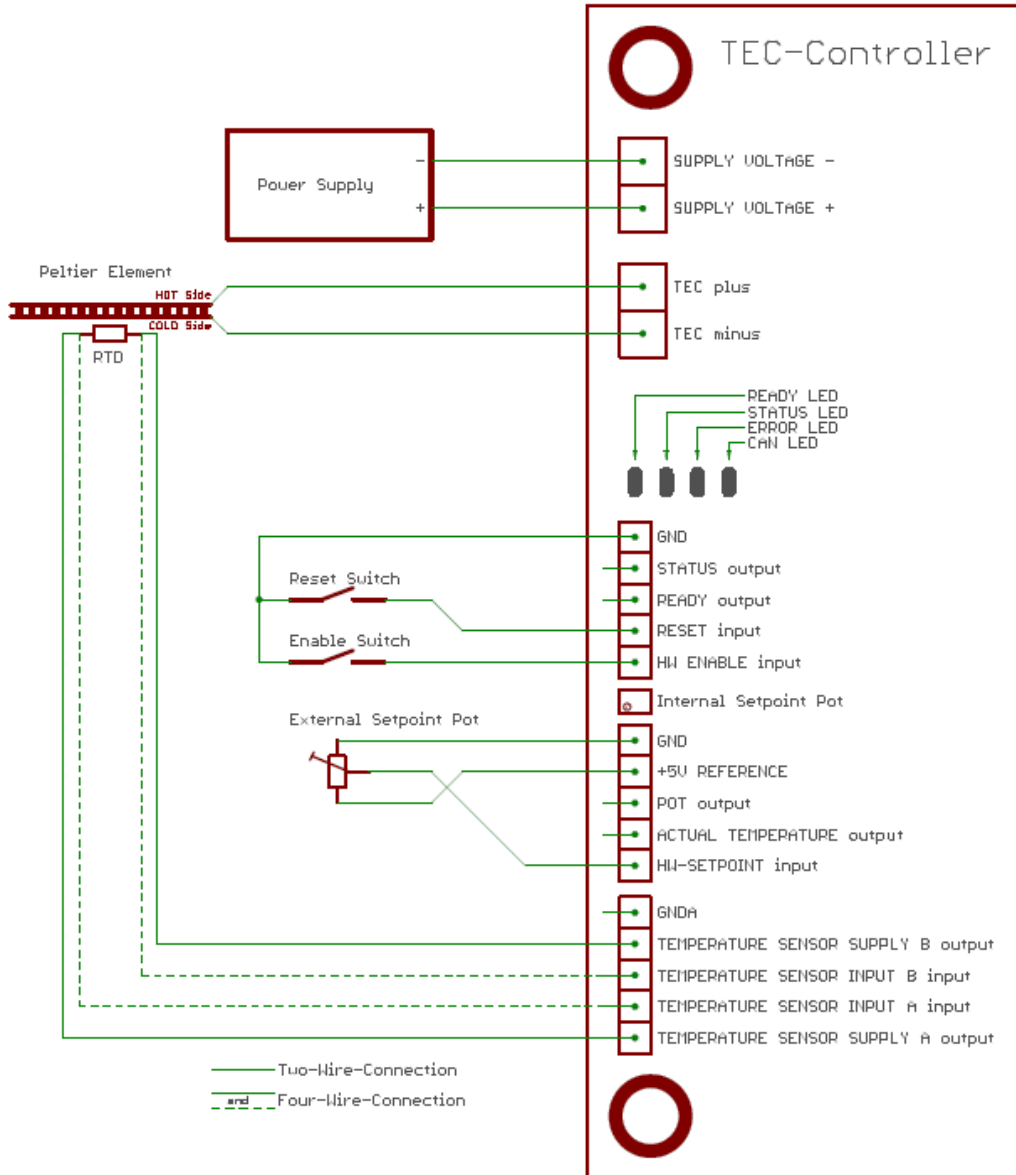 TEC-Controller
-
Power Supply
+
SUPPLY VOLTAGE -
SUPPLY VOLTAGE +
Peltier Element
HOT Side
COLD Side
RTD
TEC plus
TEC minus
READY LED
STATUS LED
ERROR LED
CAN LED
GND
STATUS output
Reset Switch
READY output
RESET input
Enable Switch
HW ENABLE input
Internal Setpoint Pot
External Setpoint Pot
GND
+5V REFERENCE
POT output
ACTUAL TEMPERATURE output
HW-SETPOINT input
GNDA
TEMPERATURE SENSOR SUPPLY B output
TEMPERATURE SENSOR INPUT B input
TEMPERATURE SENSOR INPUT A input
TEMPERATURE SENSOR SUPPLY A output
Two-Wire-Connection
and Four-Wire-Connection